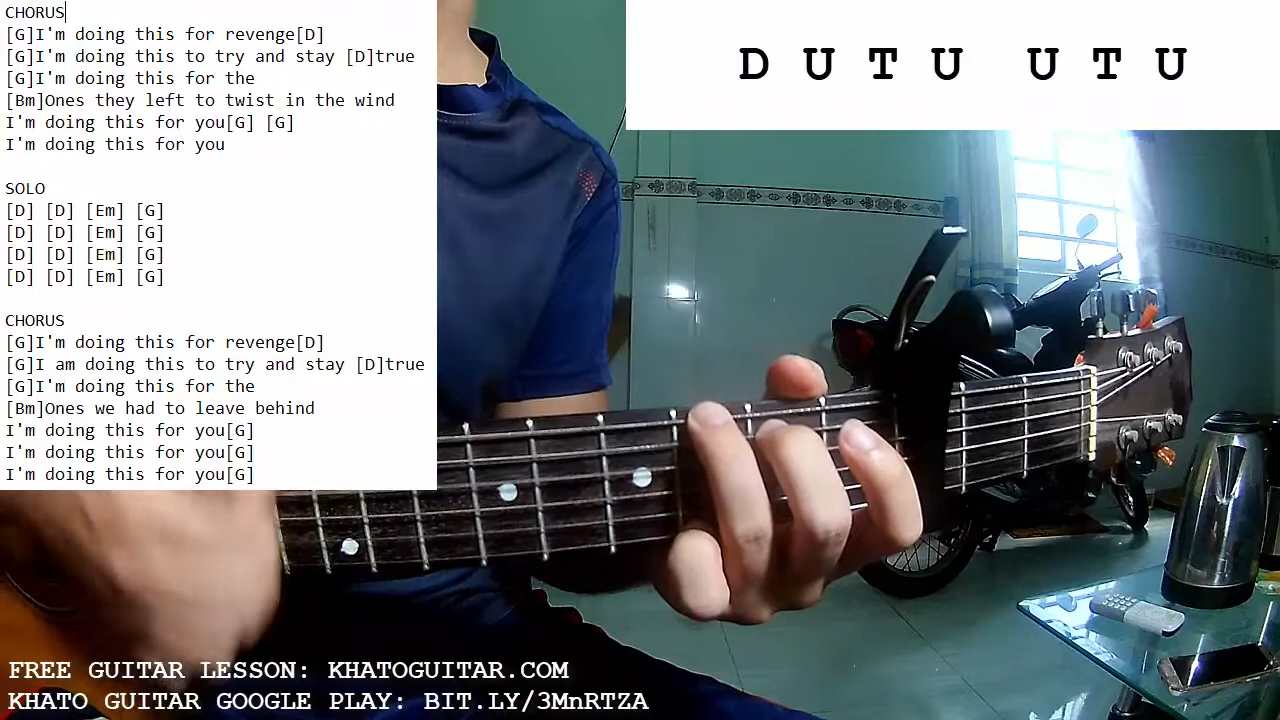 CHORUS
[G]I'm doing this for revenge[D]
[G]I'm doing this to try and stay [D]true
[G]I'm doing this for the
[Bm]Ones they left to twist in the wind
I'm doing this for you[G] [G]
I'm doing this for you
SOLO
[D] [D] [Em] [G]
[D] [D] [Em] [G]
[D] [D] [Em] [G]
[D] [D] [Em] [G]
CHORUS
[G]I'm doing this for revenge[D]
[G]I am doing this to try and stay [D]true
[G]I'm doing this for the
[Bm]Ones we had to leave behind
I'm doing this for you[G]
I'm doing this for you[G]
I'm doing this for you[G]
D U T U U T U
FREE GUITAR LESSON: KHATOGUITAR.COM
KHATO GUITAR GOOGLE PLAY: BIT.LY/3MnRTZA